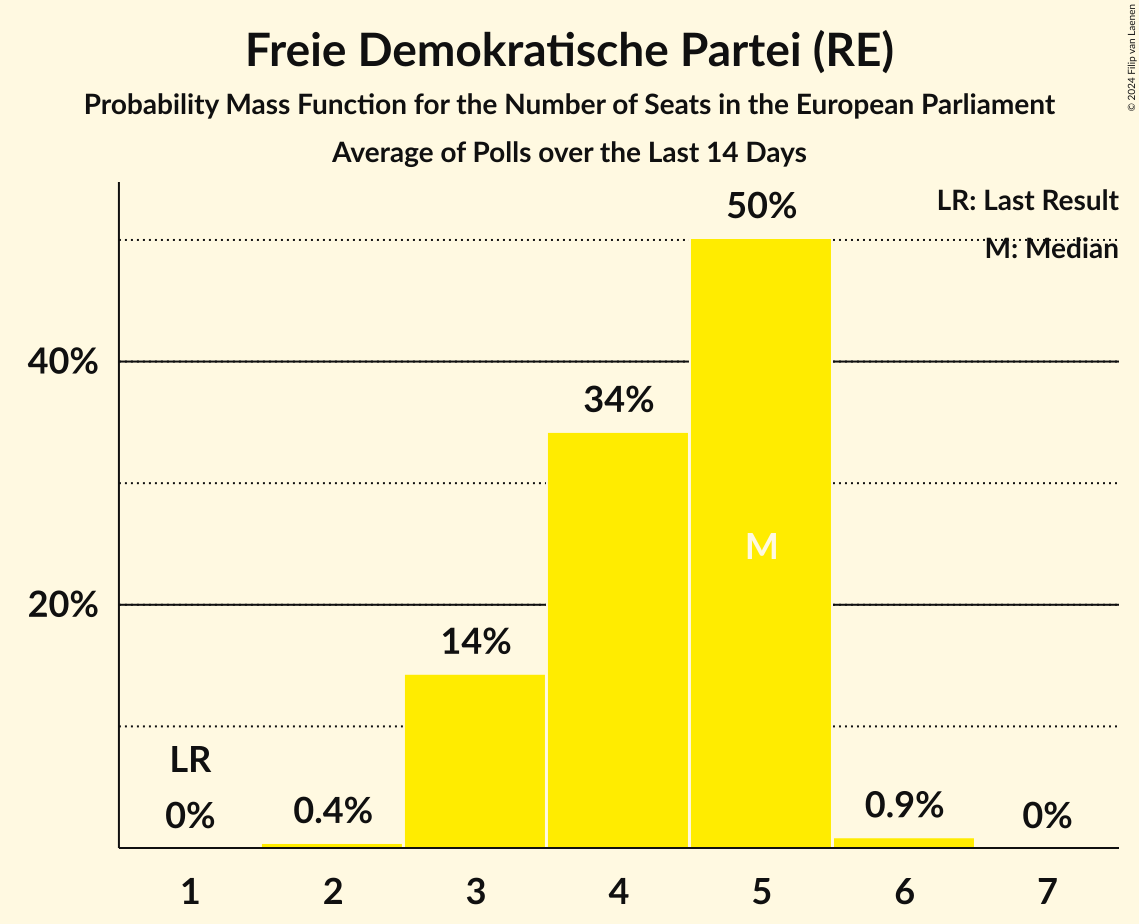 Freie Demokratische Partei (RE)
Probability Mass Function for the Number of Seats in the European Parliament
Average of Polls over the Last 14 Days
© 2024 Filip van Laenen
LR: Last Result
M: Median
50%
40%
34%
M
20%
14%
LR
0%
0.4%
0.9%
0%
1 2 3 4 5 6 7